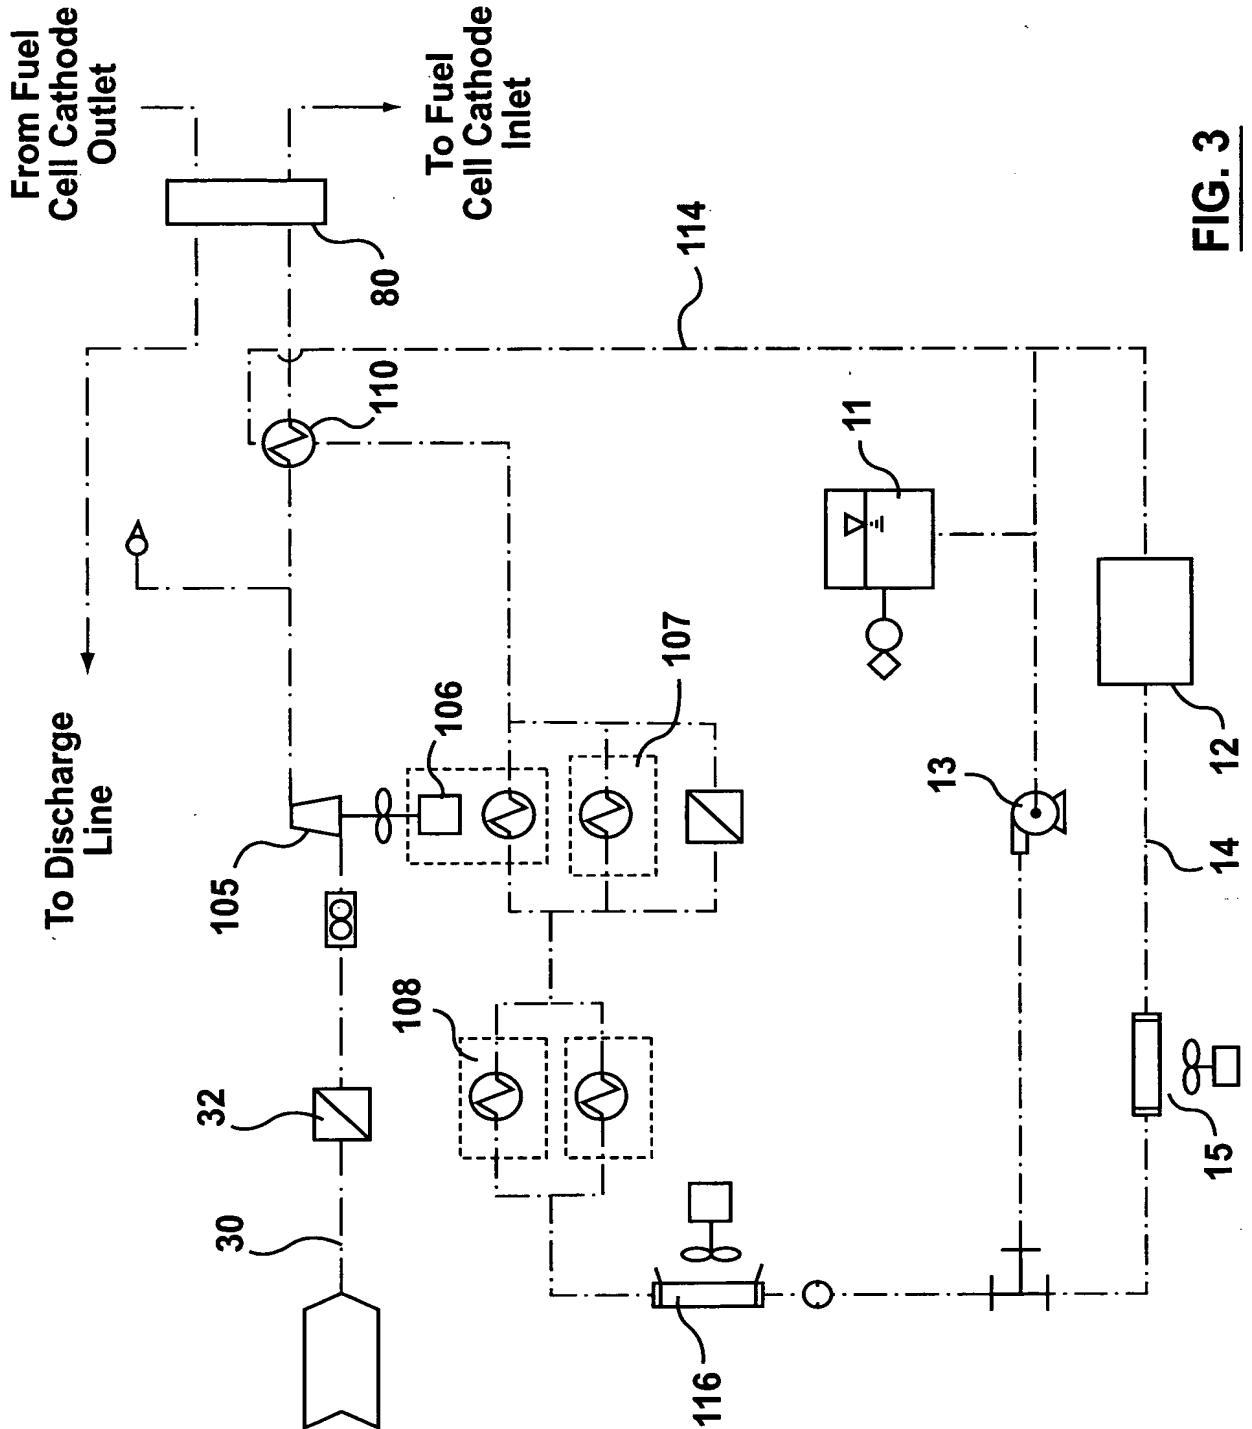 From Fuel
Cell Cathode
Outlet
To Fuel
Cell Cathode
Inlet
80
114
110
11
To Discharge
Line
105
106
107
13
12
14
32
108
30
116
15
FIG. 3